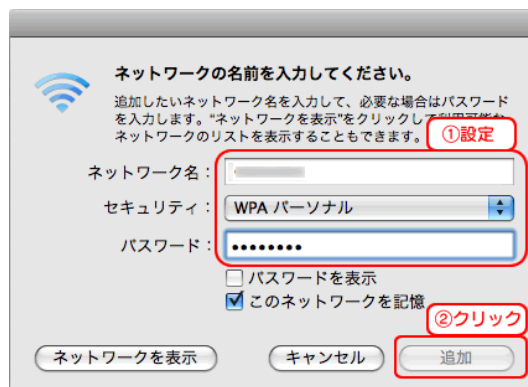 ネットワークの名前を入力してください。
追加したいネットワーク名を入力して、必要な場合はパスワード
を入力します。"ネットワークを表示"をクリックして
ネットワークのリストを表示することもできます。
①設定
ネットワーク名：
セキュリティ： WPA パーソナル
パスワード： ••••••••
パスワードを表示
このネットワークを記憶
②クリック
ネットワークを表示 キャンセル 追加